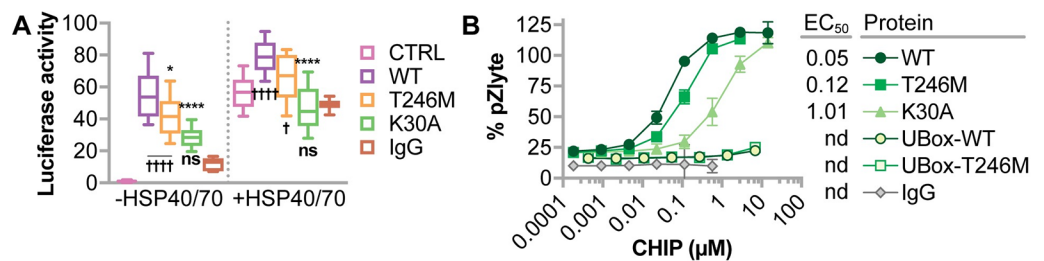 A
Luciferase activity
100
80
60
40
20
0
*
****
††††
ns
****
††††
†
ns
-HSP40/70
+HSP40/70
CTRL
WT
T246M
K30A
IgG
B
% pZlyte
125
100
75
50
25
0
0.0001
0.001
0.01
0.1
1
10
100
CHIP (µM)
EC50 Protein
0.05 WT
0.12 T246M
1.01 K30A
nd UBox-WT
nd UBox-T246M
nd IgG